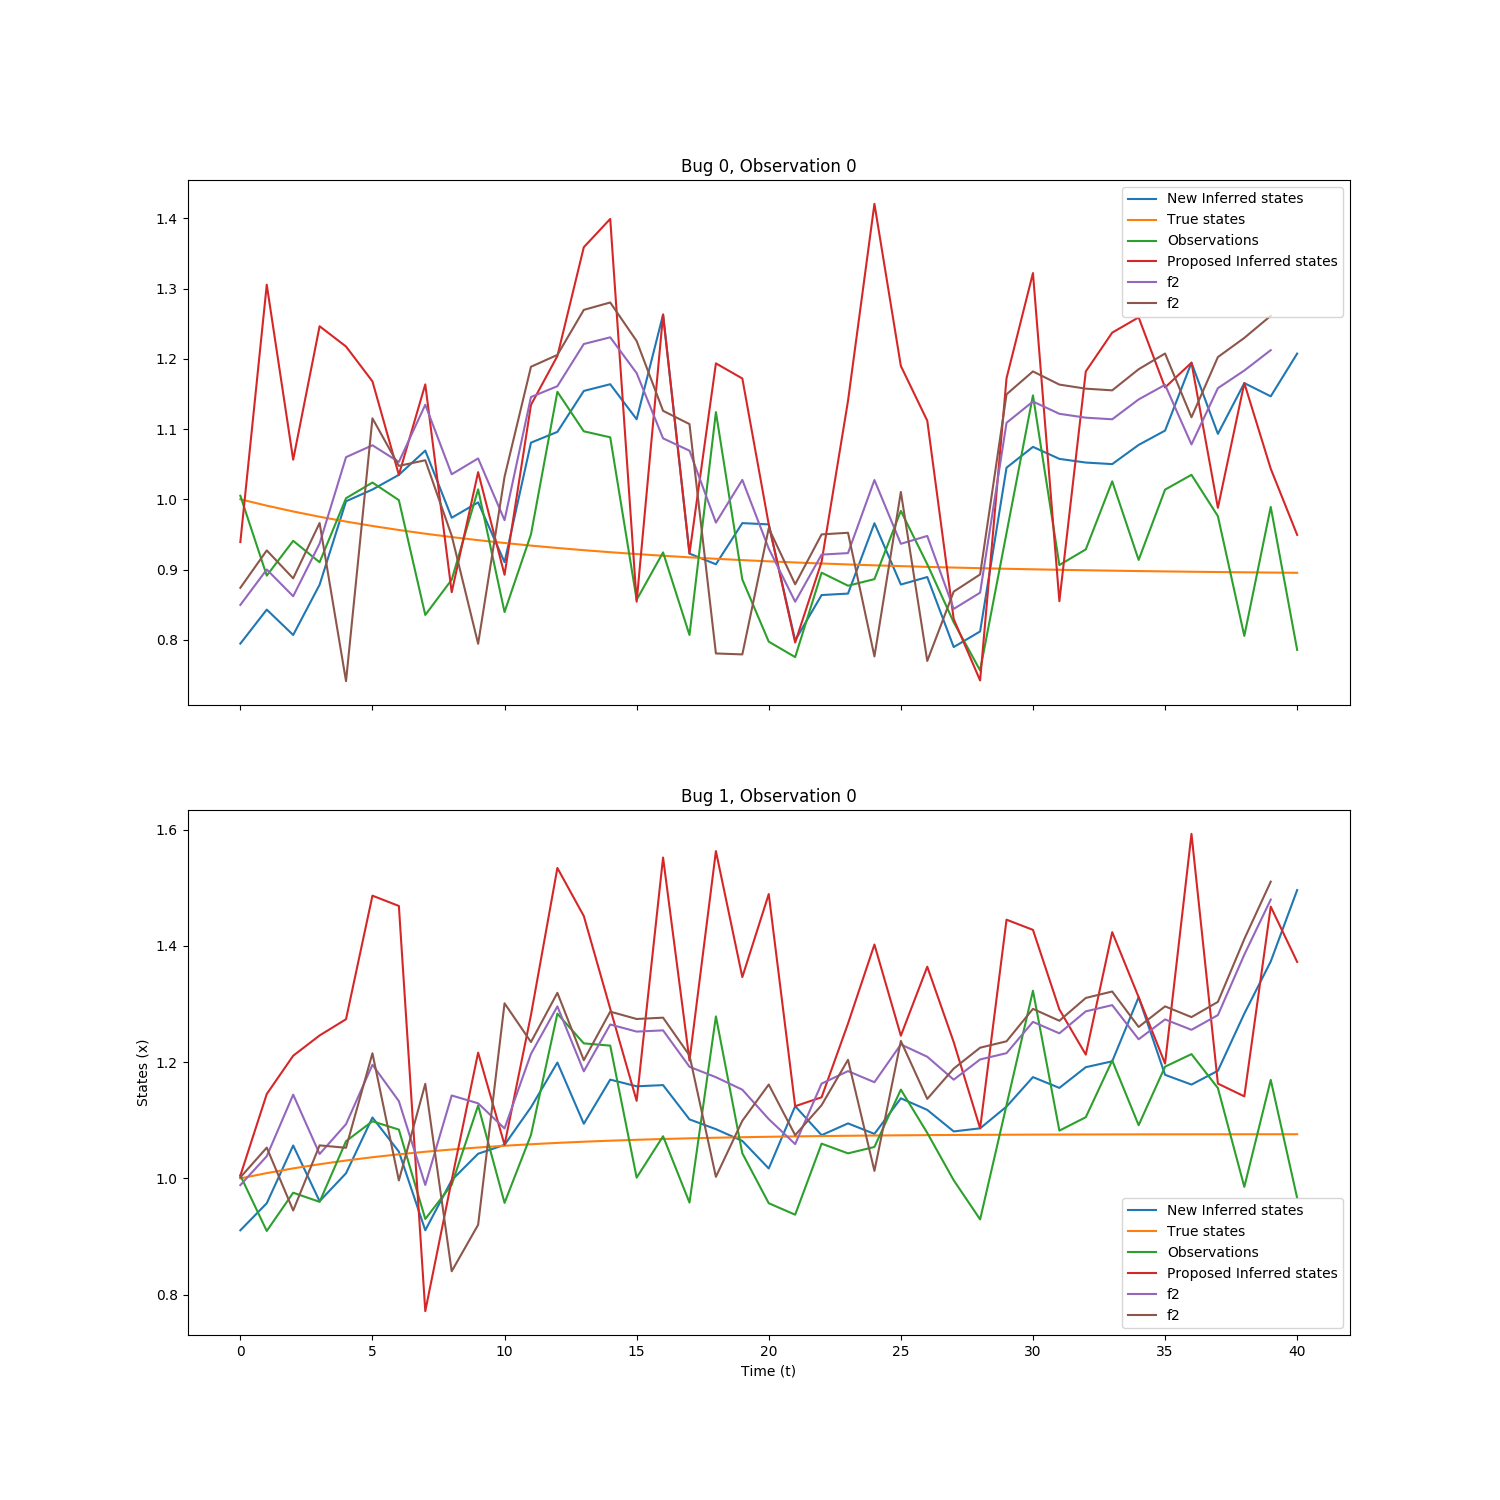 Bug 0, Observation 0
1.4
1.3
1.2
1.1
1.0
0.9
0.8
New Inferred states
True states
Observations
Proposed Inferred states
f2
f2
Bug 1, Observation 0
States (x)
1.6
1.4
1.2
1.0
0.8
New Inferred states
True states
Observations
Proposed Inferred states
f2
f2
0 5 10 15 20 25 30 35 40
Time (t)